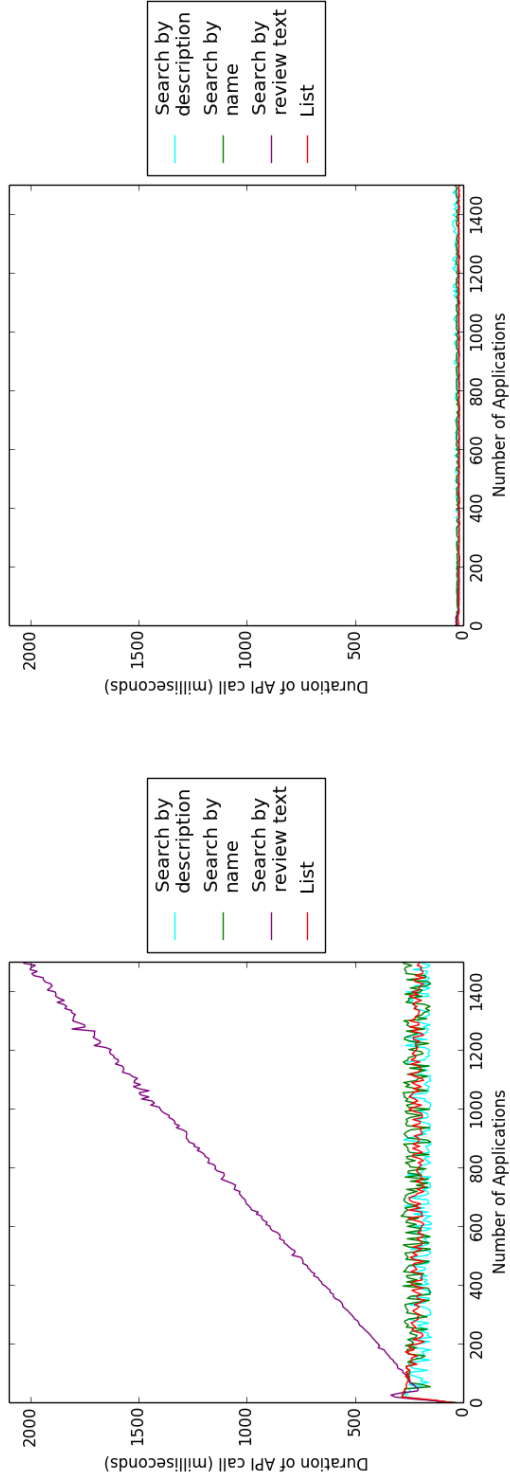 Duration of API call (milliseconds)
2000
1500
1000
500
0
0 200 400 600 800 1000 1200 1400
Number of Applications
Search by
description
Search by
name
Search by
review text
List
Duration of API call (milliseconds)
2000
1500
1000
500
0
0 200 400 600 800 1000 1200 1400
Number of Applications
Search by
description
Search by
name
Search by
review text
List